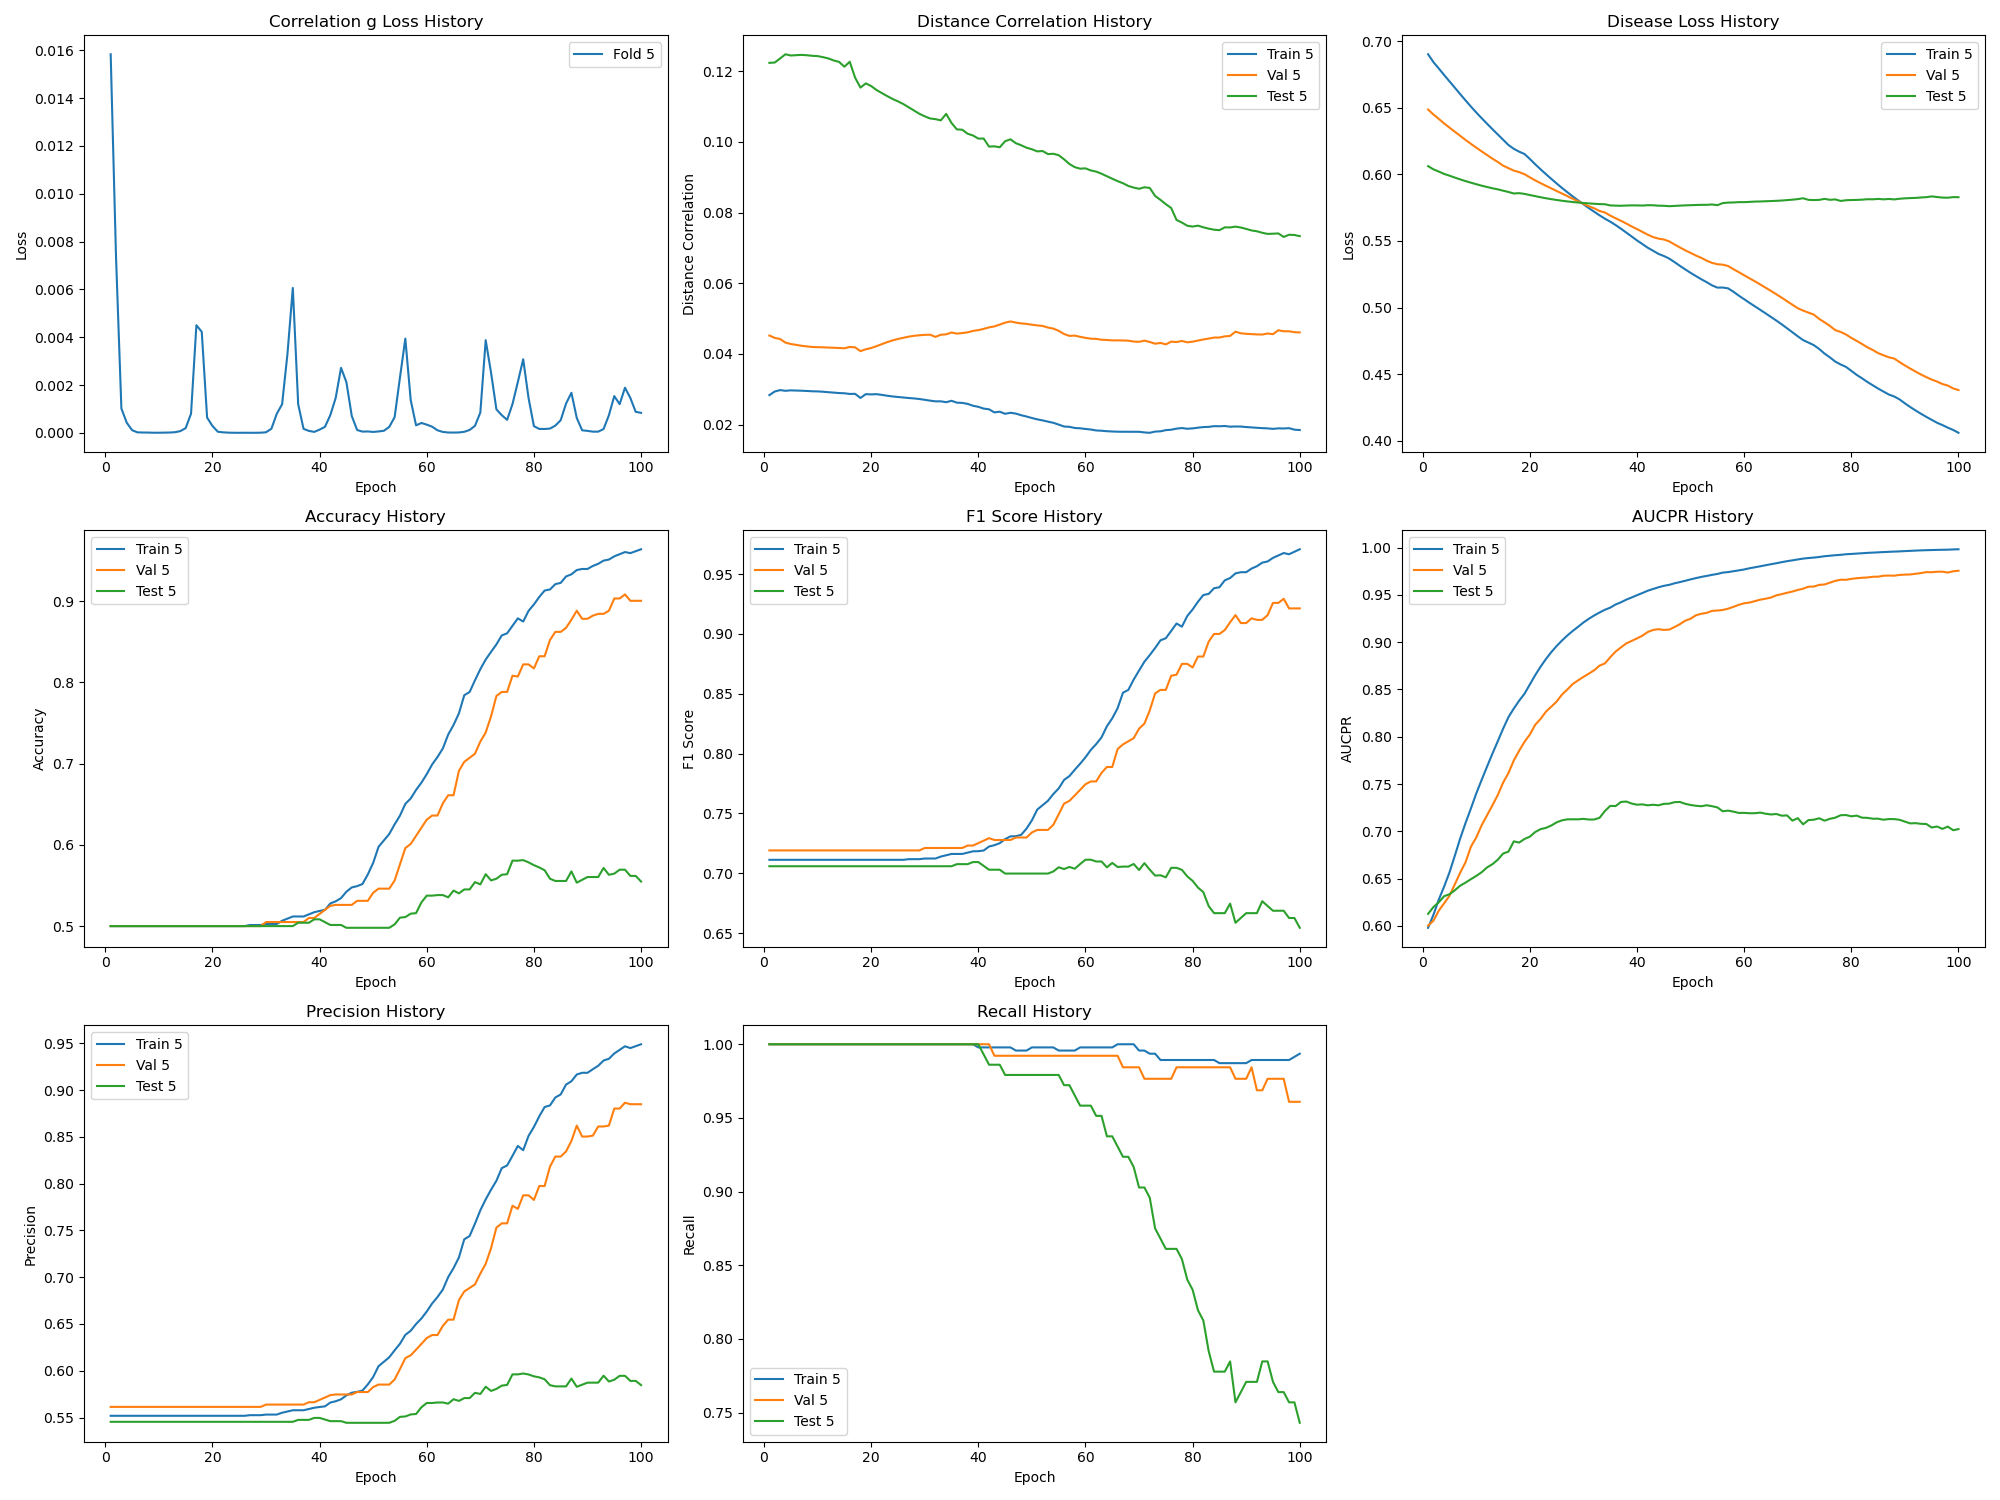 Correlation g Loss History
Loss
0.016
0.014
0.012
0.010
0.008
0.006
0.004
0.002
0.000
0 20 40 60 80 100
Epoch
Fold 5
Distance Correlation History
Distance Correlation
0.12
0.10
0.08
0.06
0.04
0.02
0 20 40 60 80 100
Epoch
Train 5
Val 5
Test 5
Disease Loss History
Loss
0.70
0.65
0.60
0.55
0.50
0.45
0.40
0 20 40 60 80 100
Epoch
Train 5
Val 5
Test 5
Accuracy History
Accuracy
0.9
0.8
0.7
0.6
0.5
0 20 40 60 80 100
Epoch
Train 5
Val 5
Test 5
F1 Score History
F1 Score
0.95
0.90
0.85
0.80
0.75
0.70
0.65
0 20 40 60 80 100
Epoch
Train 5
Val 5
Test 5
AUCPR History
AUCPR
1.00
0.95
0.90
0.85
0.80
0.75
0.70
0.65
0.60
0 20 40 60 80 100
Epoch
Train 5
Val 5
Test 5
Precision History
Precision
0.95
0.90
0.85
0.80
0.75
0.70
0.65
0.60
0.55
0 20 40 60 80 100
Epoch
Train 5
Val 5
Test 5
Recall History
Recall
1.00
0.95
0.90
0.85
0.80
0.75
0 20 40 60 80 100
Epoch
Train 5
Val 5
Test 5